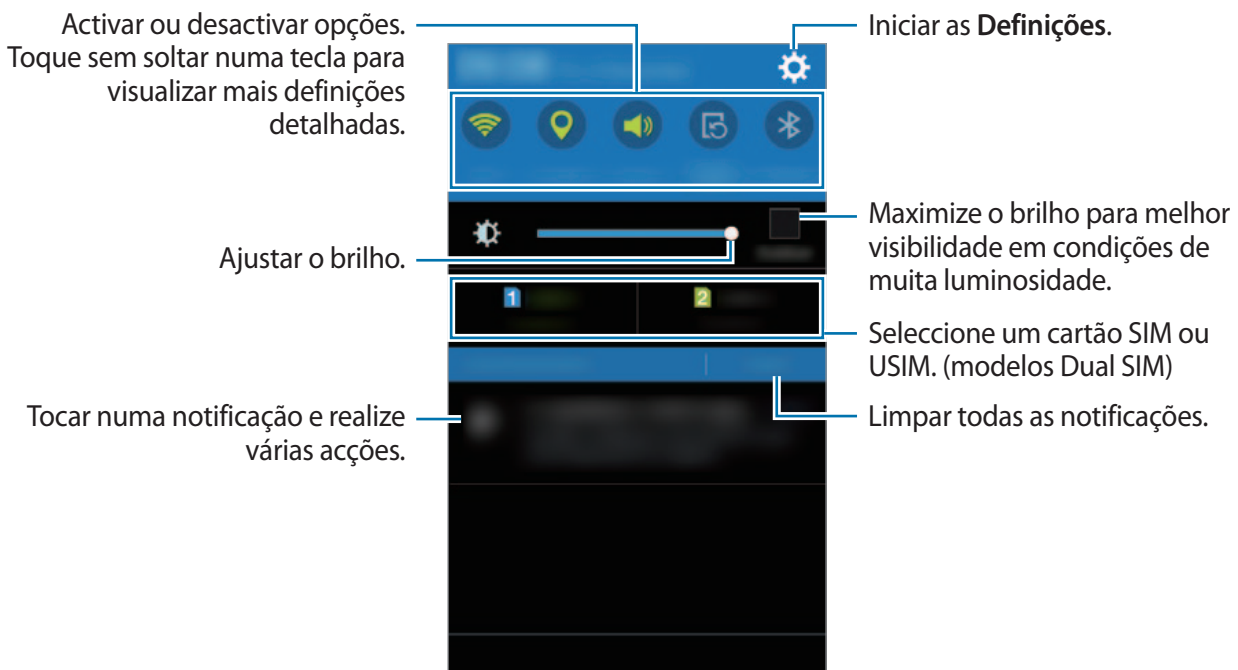 Activar ou desactivar opções.
Toque sem soltar numa tecla para
visualizar mais definições
detalhadas.
Iniciar as Definições.
Ajustar o brilho.
Maximize o brilho para melhor
visibilidade em condições de
muita luminosidade.
1
2
Seleccione um cartão SIM ou
USIM. (modelos Dual SIM)
Tocar numa notificação e realize
várias acções.
Limpar todas as notificações.